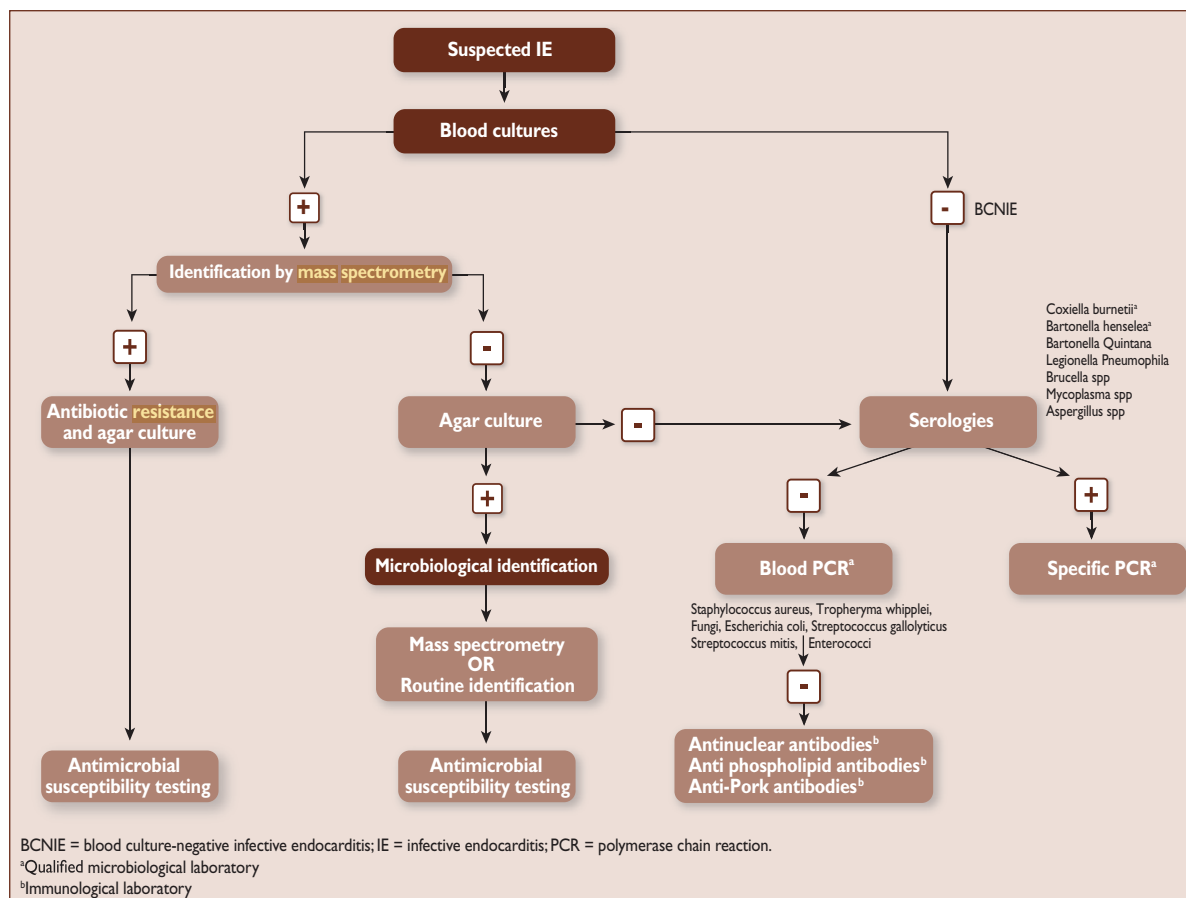 Suspected IE
Blood cultures
+
-
BCNIE
Identification by mass spectrometry
+
-
Coxiella burnetiiª
Bartonella henseleaª
Bartonella Quintana
Legionella Pneumophila
Brucella spp
Mycoplasma spp
Aspergillus spp
Antibiotic resistance
and agar culture
Agar culture
-
Serologies
+
-
+
Microbiological identification
Blood PCRª
Specific PCRª
Staphylococcus aureus, Tropheryma whipplei,
Fungi, Escherichia coli, Streptococcus gallolyticus
Streptococcus mitis, Enterococci
Mass spectrometry
OR
Routine identification
-
Antinuclear antibodiesᵇ
Anti phospholipid antibodiesᵇ
Anti-Pork antibodiesᵇ
Antimicrobial
susceptibility testing
Antimicrobial
susceptibility testing
BCNIE = blood culture-negative infective endocarditis; IE = infective endocarditis; PCR = polymerase chain reaction.
ªQualified microbiological laboratory
ᵇImmunological laboratory